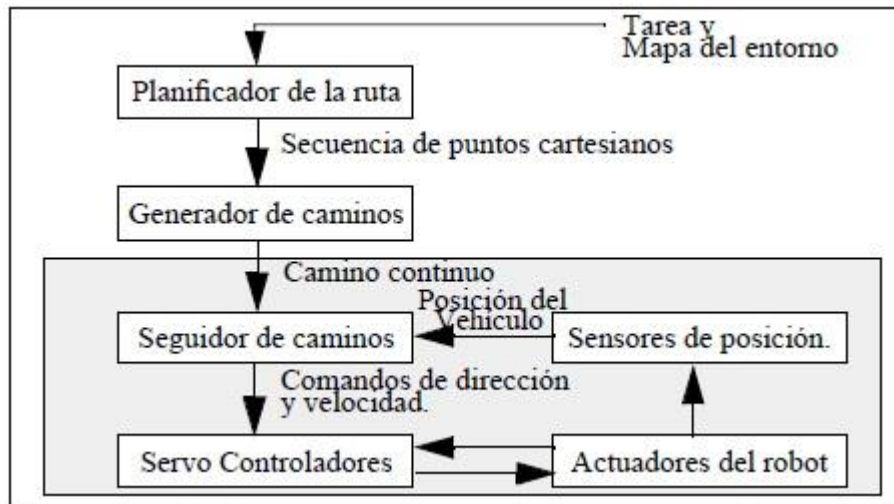 Tarea y
Mapa del entorno
Planificador de la ruta
Secuencia de puntos cartesianos
Generador de caminos
Camino continuo
Posición del
Vehiculo
Seguidor de caminos
Sensores de posición.
Comandos de dirección
y velocidad.
Servo Controladores
Actuadores del robot